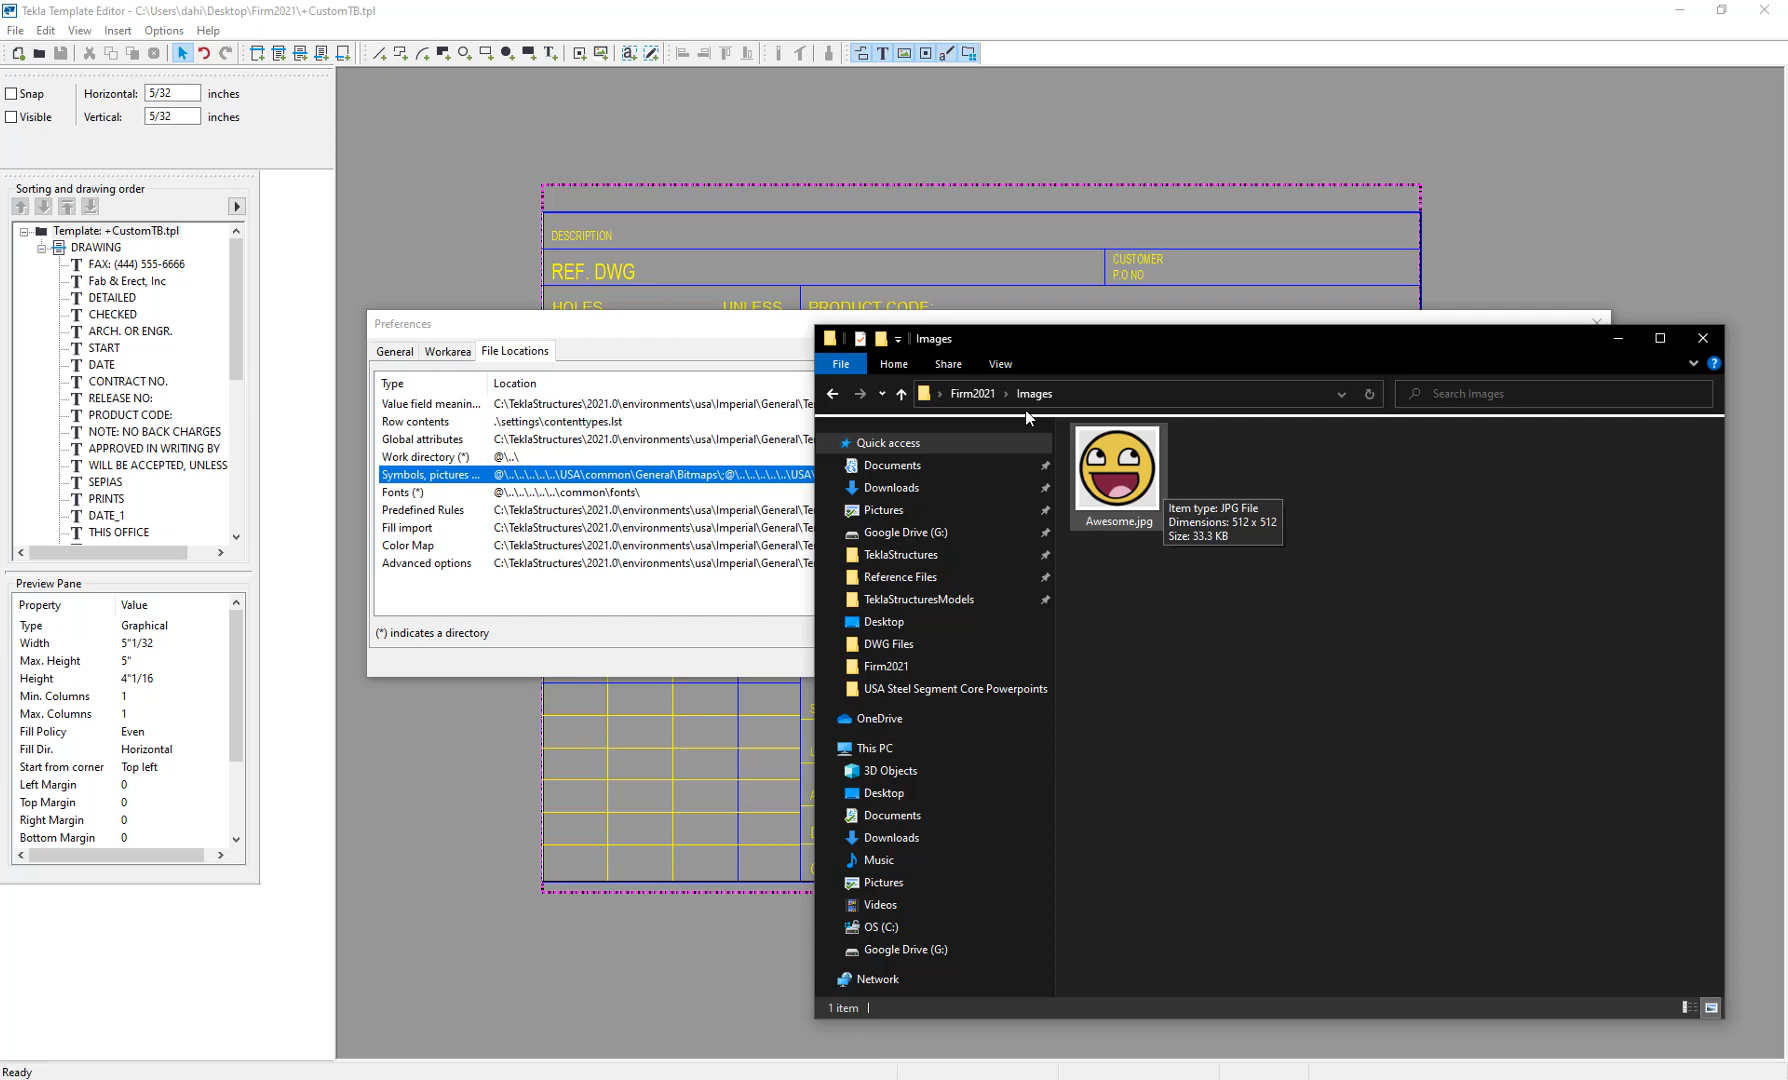 Tekla Template Editor - C:\Users\dahi\Desktop\Firm2021\+CustomTB.tpl
File Edit View Insert Options Help
Snap Horizontal: 5/32 inches
Visible Vertical: 5/32 inches
Sorting and drawing order
Template: +CustomTB.tpl
DRAWING
FAX: (444) 555-6666
Fab & Erect, Inc
DETAILED
CHECKED
ARCH. OR ENGR.
START
DATE
CONTRACT NO.
RELEASE NO:
PRODUCT CODE:
NOTE: NO BACK CHARGES
APPROVED IN WRITING BY
WILL BE ACCEPTED, UNLESS
SEPIAS
PRINTS
DATE_1
THIS OFFICE
Preview Pane
Property Value
Type Graphical
Width 5"1/32
Max. Height 5"
Height 4"1/16
Min. Columns 1
Max. Columns 1
Fill Policy Even
Fill Dir. Horizontal
Start from corner Top left
Left Margin 0
Top Margin 0
Right Margin 0
Bottom Margin 0
Ready
DESCRIPTION
REF. DWG
CUSTOMER
P.O NO
HOLES UNLESS PRODUCT CODE:
Preferences
General Workarea File Locations
Type Location
Value field meanin... C:\TeklaStructures\2021.0\environments\usa\Imperial\General\Te
Row contents .\settings\contenttypes.lst
Global attributes C:\TeklaStructures\2021.0\environments\usa\Imperial\General\Te
Work directory (*) @\..\
Symbols, pictures ... @\..\..\..\..\..\USA\common\General\Bitmaps\;@\..\..\..\..\..\USA\
Fonts (*) @\..\..\..\..\..\common\fonts\
Predefined Rules C:\TeklaStructures\2021.0\environments\usa\Imperial\General\Te
Fill import C:\TeklaStructures\2021.0\environments\usa\Imperial\General\Te
Color Map C:\TeklaStructures\2021.0\environments\usa\Imperial\General\Te
Advanced options C:\TeklaStructures\2021.0\environments\usa\Imperial\General\Te
(*) indicates a directory
Images
File Home Share View
Firm2021 Images
Search Images
Quick access
Documents
Downloads
Pictures
Google Drive (G:)
TeklaStructures
Reference Files
TeklaStructuresModels
Desktop
DWG Files
Firm2021
USA Steel Segment Core Powerpoints
OneDrive
This PC
3D Objects
Desktop
Documents
Downloads
Music
Pictures
Videos
OS (C:)
Google Drive (G:)
Network
1 item
Awesome.jpg
Item type: JPG File
Dimensions: 512 x 512
Size: 33.3 KB